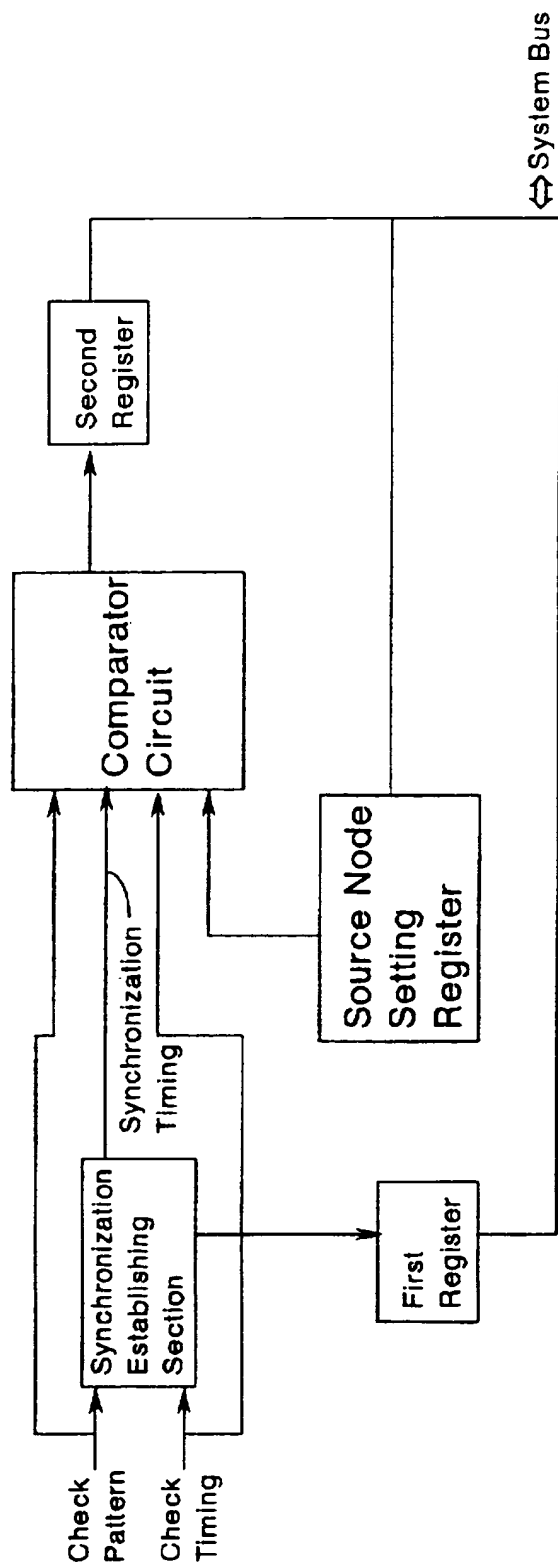 Check
Pattern
Check
Timing
Synchronization
Establishing
Section
Synchronization
Timing
First
Register
Source Node
Setting
Register
Comparator
Circuit
Second
Register
⇔System Bus